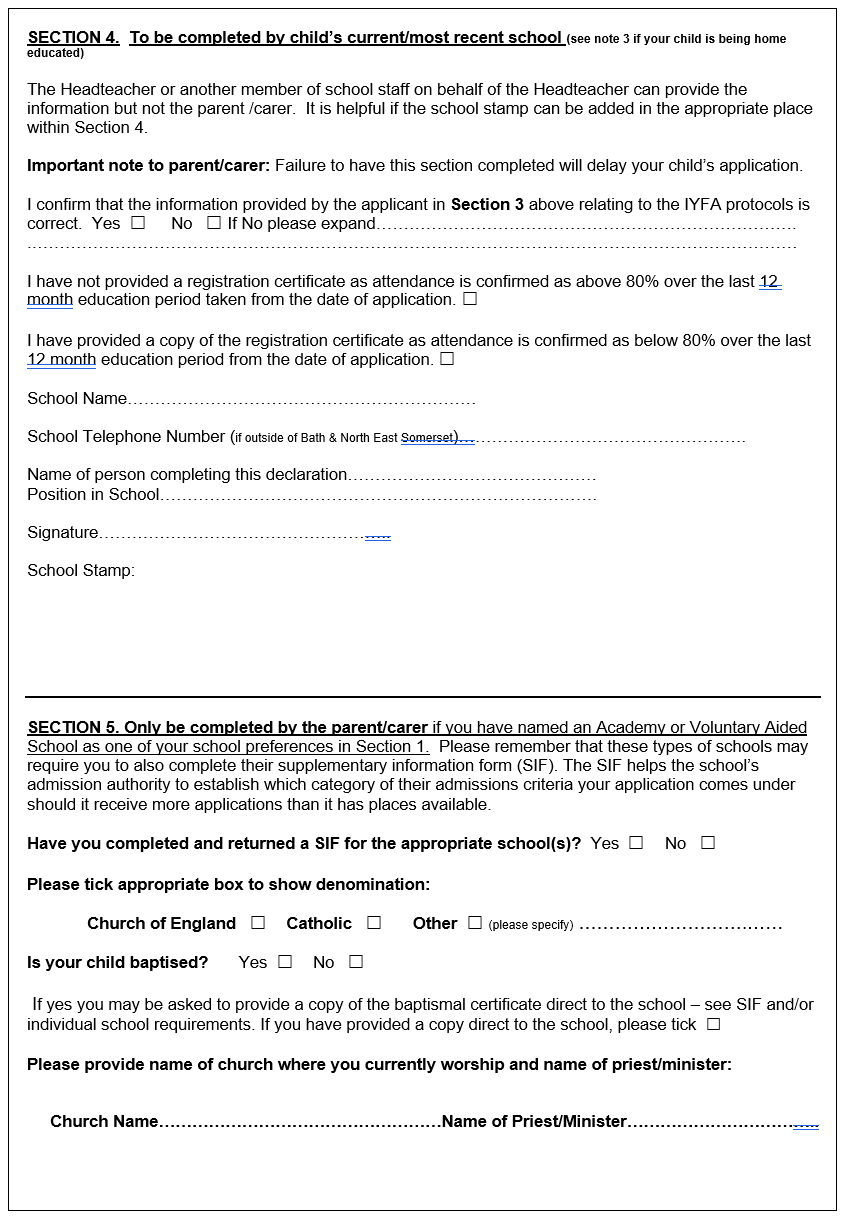 SECTION 4. To be completed by child's current/most recent school (see note 3 if your child is being home
educated)
The Headteacher or another member of school staff on behalf of the Headteacher can provide the
information but not the parent /carer. It is helpful if the school stamp can be added in the appropriate place
within Section 4.
Important note to parent/carer: Failure to have this section completed will delay your child's application.
I confirm that the information provided by the applicant in Section 3 above relating to the IYFA protocols is
correct. Yes ☐ No ☐ If No please expand……………………………………………………………………
…………………………………………………………………………………………………………………………
I have not provided a registration certificate as attendance is confirmed as above 80% over the last 12
month education period taken from the date of application. ☐
I have provided a copy of the registration certificate as attendance is confirmed as below 80% over the last
12 month education period from the date of application. ☐
School Name………………………………………………………
School Telephone Number (if outside of Bath & North East Somerset)……………………………………………
Name of person completing this declaration………………………………………
Position in School……………………………………………………………………
Signature……………………………………………
School Stamp:
SECTION 5. Only be completed by the parent/carer if you have named an Academy or Voluntary Aided
School as one of your school preferences in Section 1. Please remember that these types of schools may
require you to also complete their supplementary information form (SIF). The SIF helps the school's
admission authority to establish which category of their admissions criteria your application comes under
should it receive more applications than it has places available.
Have you completed and returned a SIF for the appropriate school(s)? Yes ☐ No ☐
Please tick appropriate box to show denomination:
Church of England ☐ Catholic ☐ Other ☐ (please specify) ……………………………
Is your child baptised? Yes ☐ No ☐
If yes you may be asked to provide a copy of the baptismal certificate direct to the school – see SIF and/or
individual school requirements. If you have provided a copy direct to the school, please tick ☐
Please provide name of church where you currently worship and name of priest/minister:
Church Name……………………………………………Name of Priest/Minister……………………………